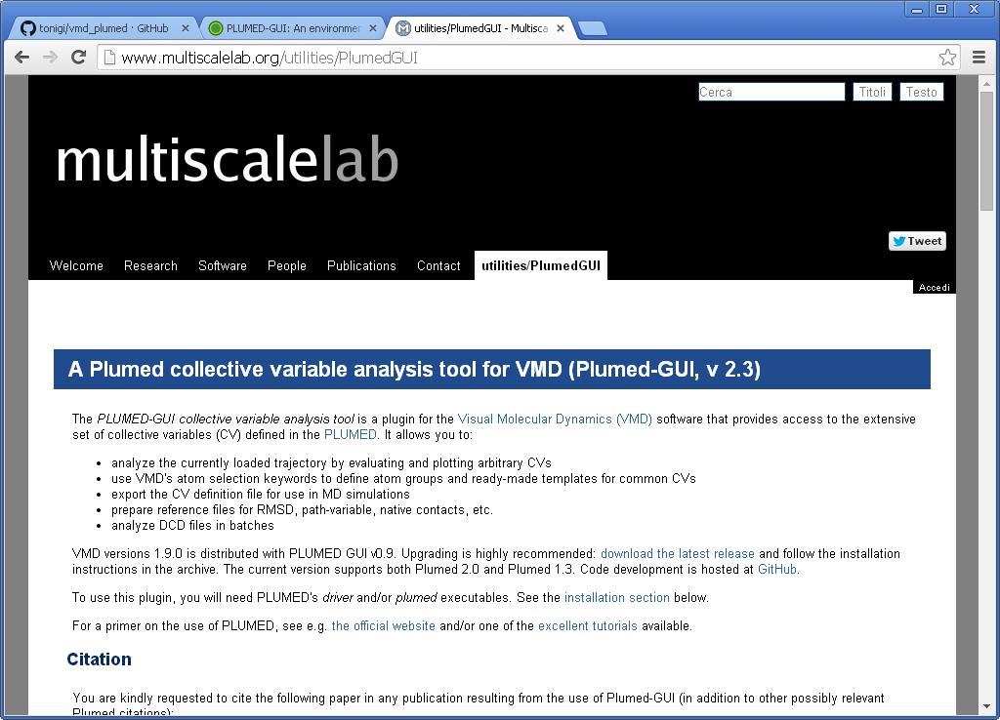 tonigi/vmd_plumed · GitHub
PLUMED-GUI: An environmen
utilities/PlumedGUI - Multisca
www.multiscalelab.org/utilities/PlumedGUI
Cerca
Titoli
Testo
multiscalelab
Tweet
Welcome
Research
Software
People
Publications
Contact
utilities/PlumedGUI
Accedi
A Plumed collective variable analysis tool for VMD (Plumed-GUI, v 2.3)
The PLUMED-GUI collective variable analysis tool is a plugin for the Visual Molecular Dynamics (VMD) software that provides access to the extensive
set of collective variables (CV) defined in the PLUMED. It allows you to:
• analyze the currently loaded trajectory by evaluating and plotting arbitrary CVs
• use VMD's atom selection keywords to define atom groups and ready-made templates for common CVs
• export the CV definition file for use in MD simulations
• prepare reference files for RMSD, path-variable, native contacts, etc.
• analyze DCD files in batches
VMD versions 1.9.0 is distributed with PLUMED GUI v0.9. Upgrading is highly recommended: download the latest release and follow the installation
instructions in the archive. The current version supports both Plumed 2.0 and Plumed 1.3. Code development is hosted at GitHub.
To use this plugin, you will need PLUMED's driver and/or plumed executables. See the installation section below.
For a primer on the use of PLUMED, see e.g. the official website and/or one of the excellent tutorials available.
Citation
You are kindly requested to cite the following paper in any publication resulting from the use of Plumed-GUI (in addition to other possibly relevant
Plumed citations):